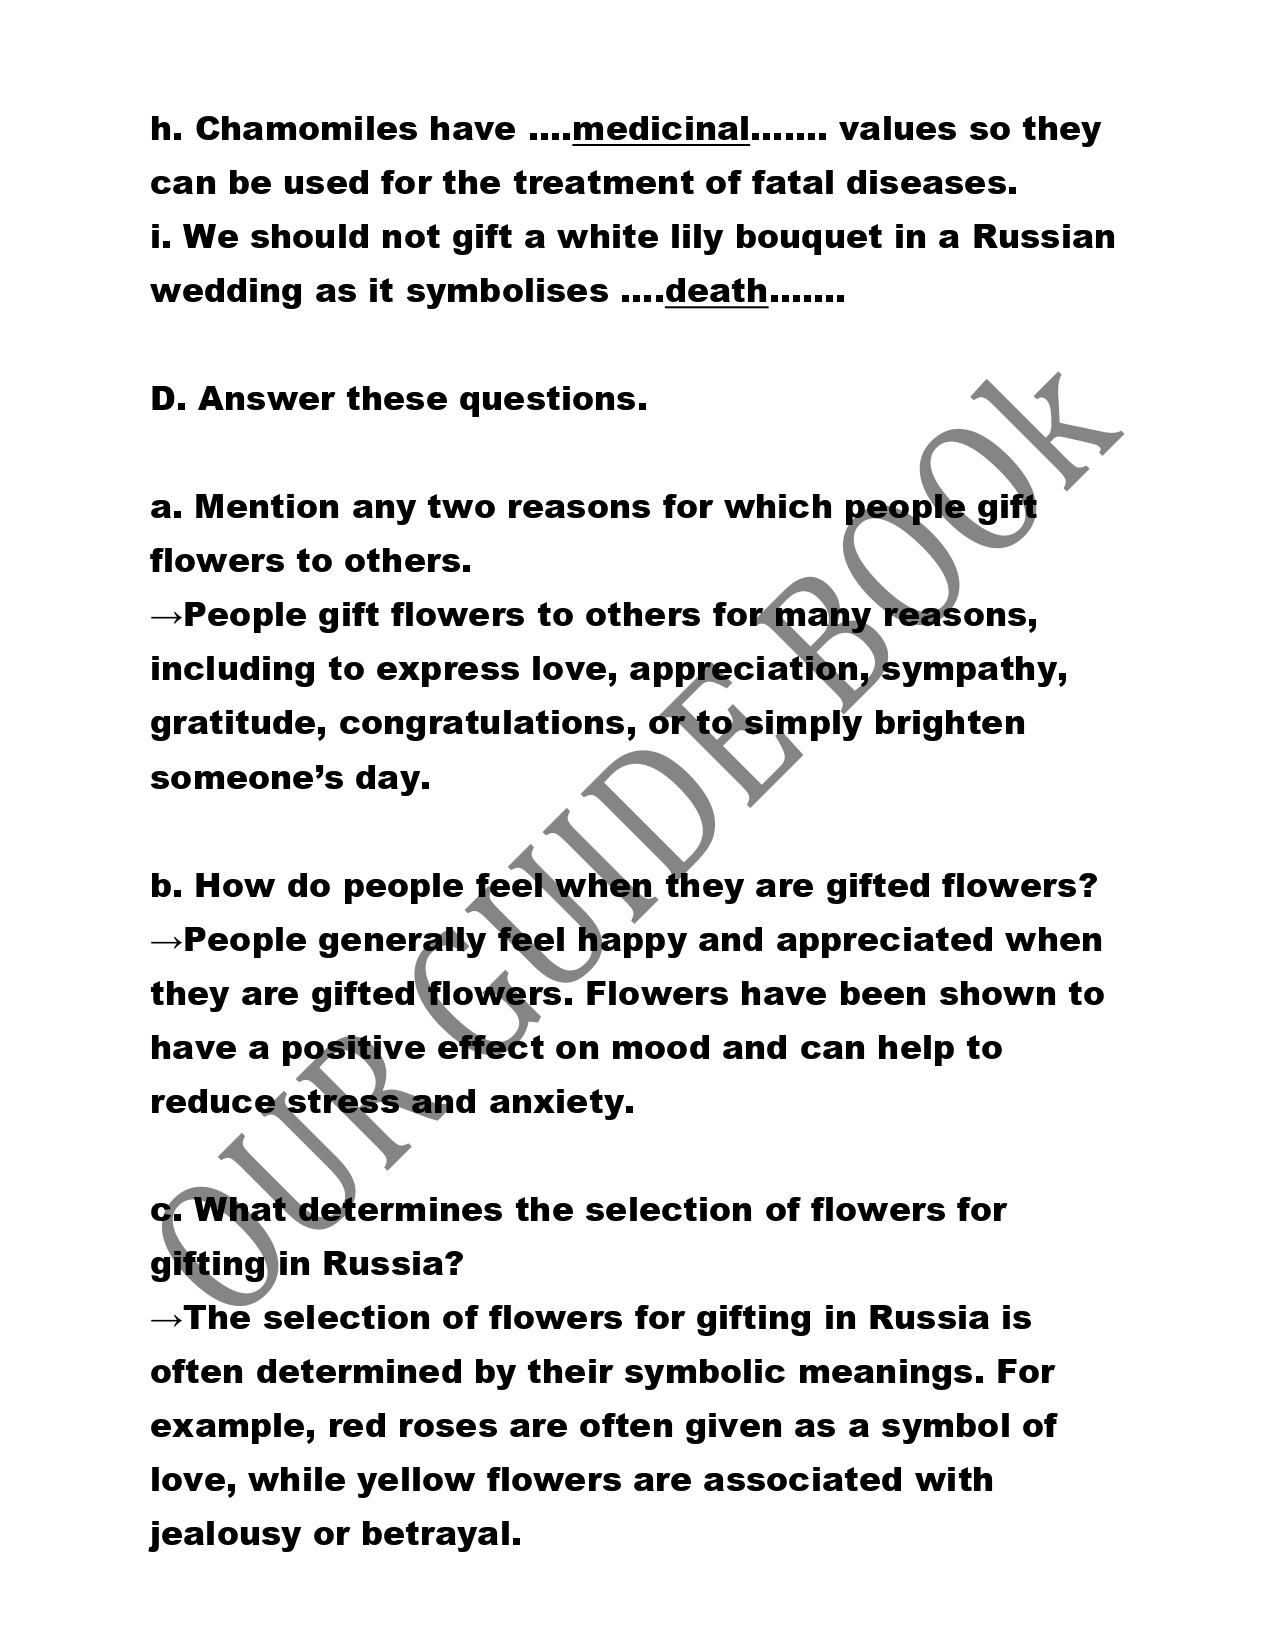 h. Chamomiles have ....medicinal....... values so they
can be used for the treatment of fatal diseases.
i. We should not gift a white lily bouquet in a Russian
wedding as it symbolises ....death.......
D. Answer these questions.
a. Mention any two reasons for which people gift
flowers to others.
→People gift flowers to others for many reasons,
including to express love, appreciation, sympathy,
gratitude, congratulations, or to simply brighten
someone’s day.
b. How do people feel when they are gifted flowers?
→People generally feel happy and appreciated when
they are gifted flowers. Flowers have been shown to
have a positive effect on mood and can help to
reduce stress and anxiety.
c. What determines the selection of flowers for
gifting in Russia?
→The selection of flowers for gifting in Russia is
often determined by their symbolic meanings. For
example, red roses are often given as a symbol of
love, while yellow flowers are associated with
jealousy or betrayal.
OUR GUIDE BOOk